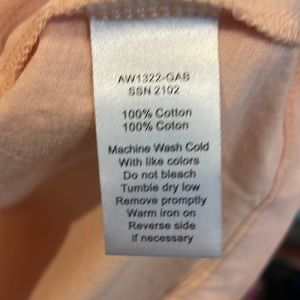 AW1322-GAB
SSN 2102
100% Cotton
100% Coton
Machine Wash Cold
With like colors
Do not bleach
Tumble dry low
Remove promptly
Warm iron on
Reverse side
if necessary